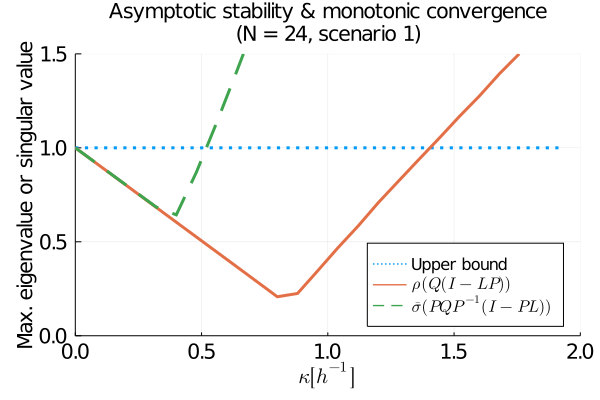 Asymptotic stability & monotonic convergence
(N = 24, scenario 1)
Max. eigenvalue or singular value
1.5
1.0
0.5
0.0
Upper bound
ρ(Q(I − LP))
σ̄(PQP⁻¹(I − PL))
0.0 0.5 1.0 1.5 2.0
κ[h⁻¹]